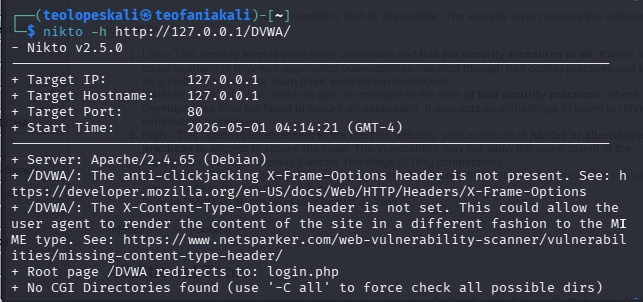 ┌──(teolopeskali㉿teofaniakali)-[~]
└─$ nikto -h http://127.0.0.1/DVWA/
- Nikto v2.5.0
+ Target IP:          127.0.0.1
+ Target Hostname:    127.0.0.1
+ Target Port:        80
+ Start Time:         2026-05-01 04:14:21 (GMT-4)
+ Server: Apache/2.4.65 (Debian)
+ /DVWA/: The anti-clickjacking X-Frame-Options header is not present. See: h
ttps://developer.mozilla.org/en-US/docs/Web/HTTP/Headers/X-Frame-Options
+ /DVWA/: The X-Content-Type-Options header is not set. This could allow the
user agent to render the content of the site in a different fashion to the MI
ME type. See: https://www.netsparker.com/web-vulnerability-scanner/vulnerabil
ities/missing-content-type-header/
+ Root page /DVWA redirects to: login.php
+ No CGI Directories found (use '-C all' to force check all possible dirs)